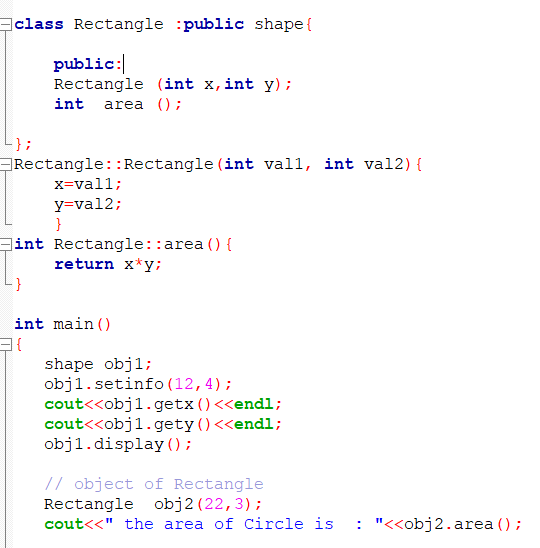 class Rectangle :public shape{
public:
Rectangle (int x,int y);
int area ();
};
Rectangle::Rectangle(int val1, int val2){
x=val1;
y=val2;
}
int Rectangle::area(){
return x*y;
}
int main()
{
shape obj1;
obj1.setinfo(12,4);
cout<<obj1.getx()<<endl;
cout<<obj1.gety()<<endl;
obj1.display();
// object of Rectangle
Rectangle obj2(22,3);
cout<<" the area of Circle is : "<<obj2.area();